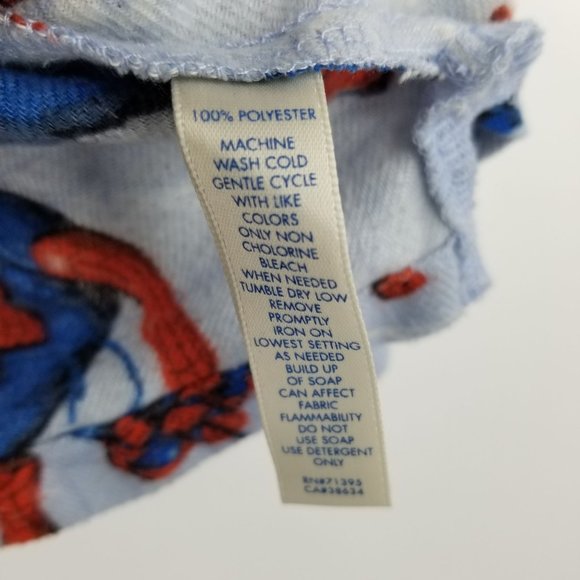 100% POLYESTER
MACHINE
WASH COLD
GENTLE CYCLE
WITH LIKE
COLORS
ONLY NON
CHOLORINE
BLEACH
WHEN NEEDED
TUMBLE DRY LOW
REMOVE
PROMPTLY
IRON ON
LOWEST SETTING
AS NEEDED
BUILD UP
OF SOAP
CAN AFFECT
FABRIC
FLAMMABILITY
DO NOT
USE SOAP
USE DETERGENT
ONLY
RN#71395
CA#38634